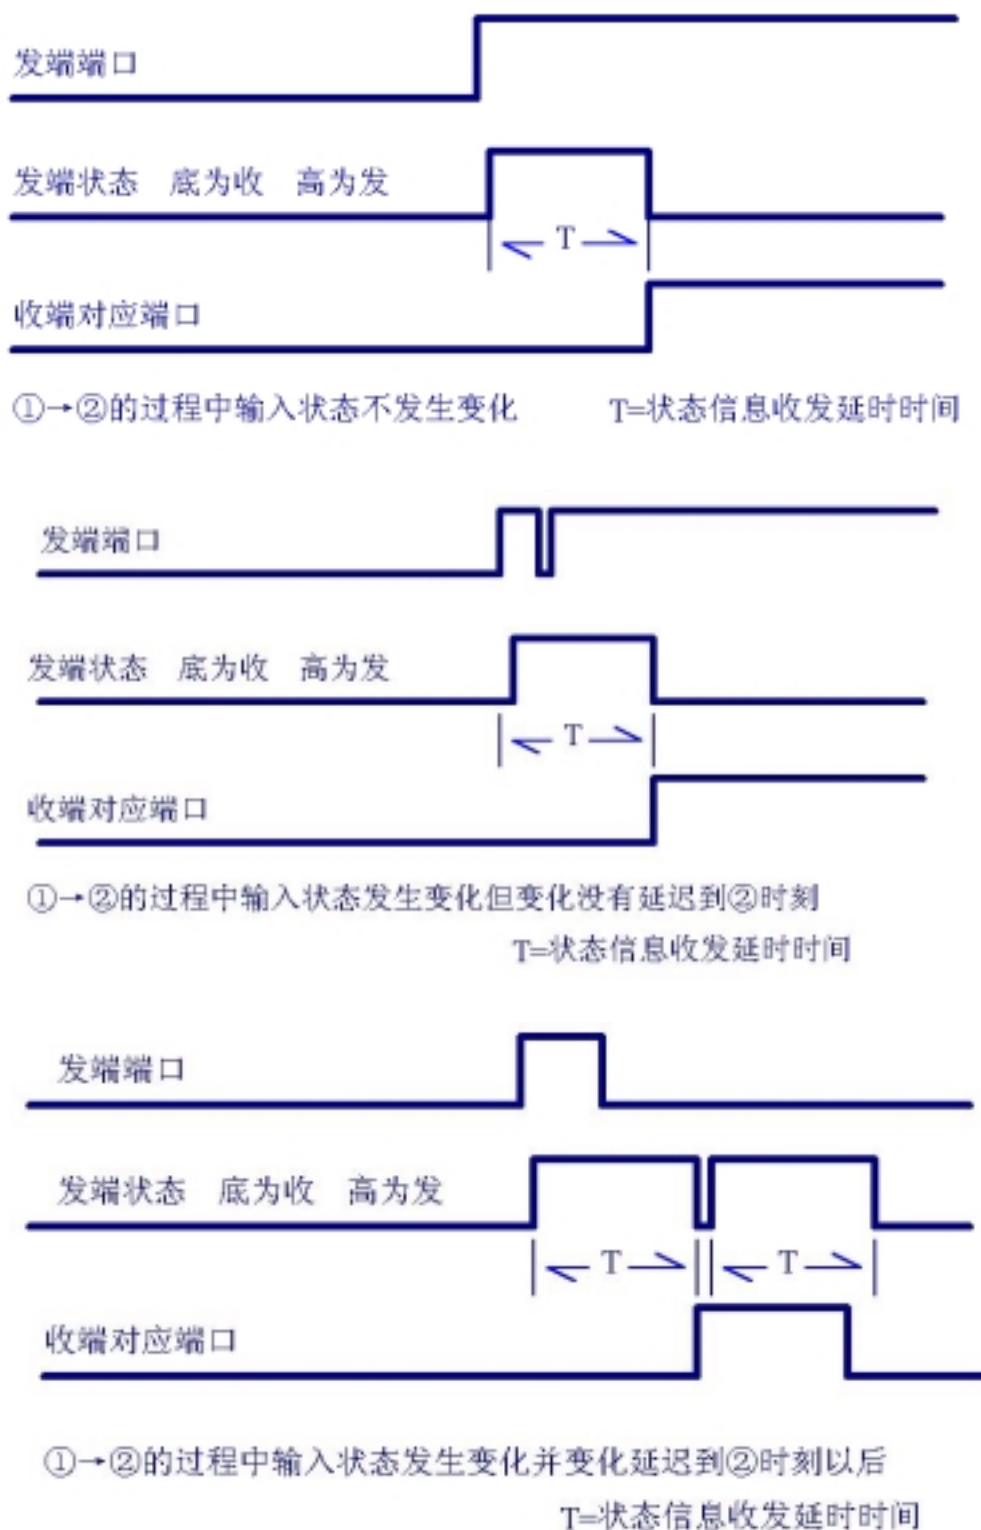 发端端口
发端状态 底为收 高为发
T
收端对应端口
①→②的过程中输入状态不发生变化 T=状态信息收发延时时间
发端端口
发端状态 底为收 高为发
T
收端对应端口
①→②的过程中输入状态发生变化但变化没有延迟到②时刻
T=状态信息收发延时时间
发端端口
发端状态 底为收 高为发
T T
收端对应端口
①→②的过程中输入状态发生变化并变化延迟到②时刻以后
T=状态信息收发延时时间